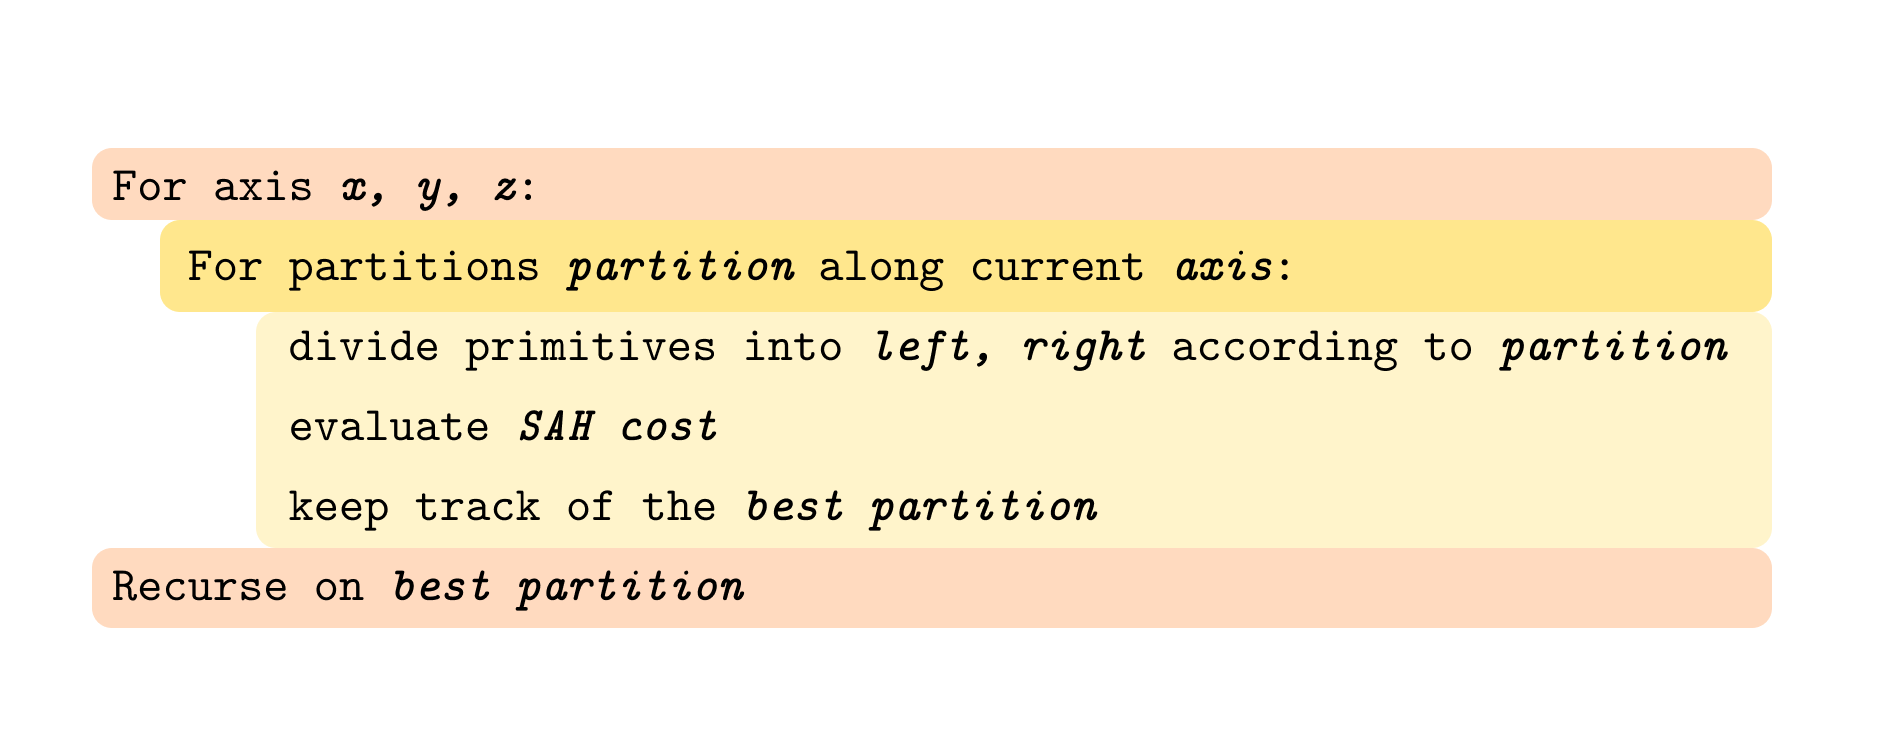 For axis x, y, z:
For partitions partition along current axis:
divide primitives into left, right according to partition
evaluate SAH cost
keep track of the best partition
Recurse on best partition